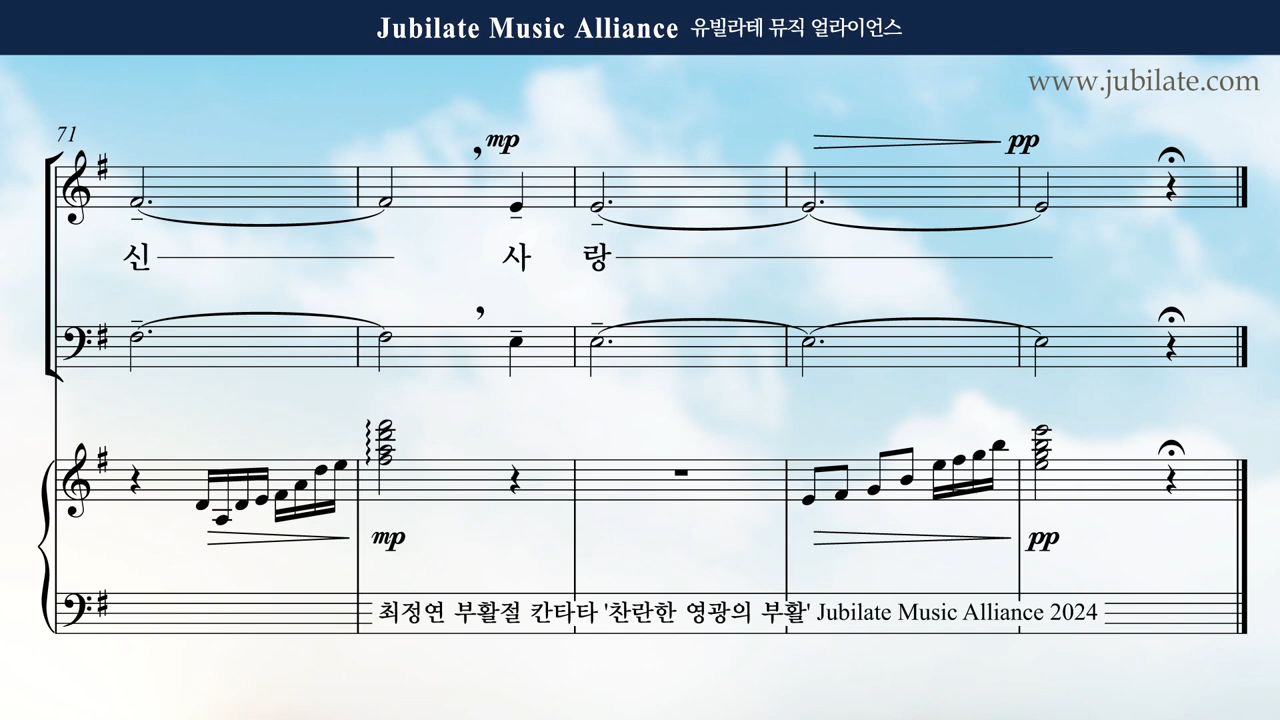 Jubilate Music Alliance 유빌라테 뮤직 얼라이언스
www.jubilate.com
71
mp
pp
신 사 랑
mp
pp
최정연 부활절 칸타타 '찬란한 영광의 부활' Jubilate Music Alliance 2024